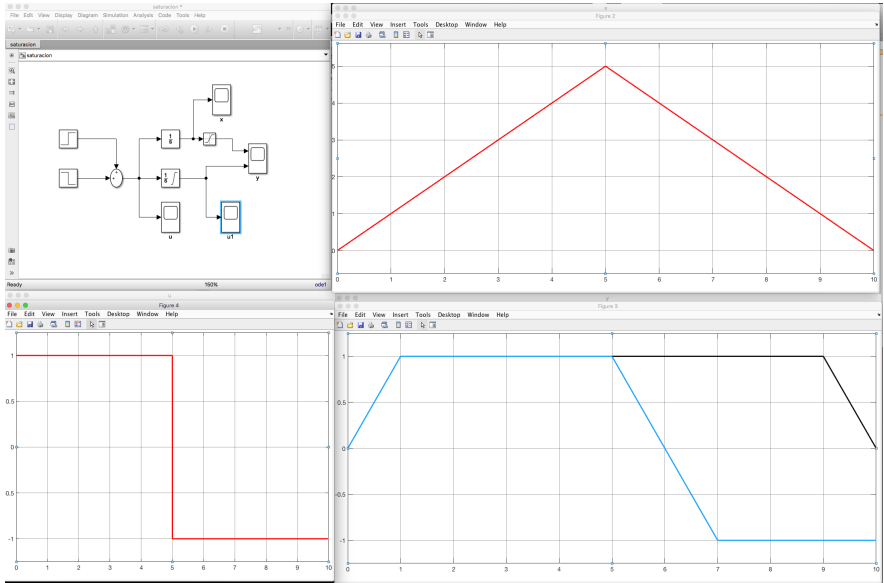 saturacion *
File Edit View Display Diagram Simulation Analysis Code Tools Help
saturacion
saturacion
x
1
s
y
1
s
u
u1
Ready 150% ode1
x
Figure 2
File Edit View Insert Tools Desktop Window Help
5
4
3
2
1
0
0 1 2 3 4 5 6 7 8 9 10
u
Figure 4
File Edit View Insert Tools Desktop Window Help
1
0.5
0
-0.5
-1
0 1 2 3 4 5 6 7 8 9 10
y
Figure 3
File Edit View Insert Tools Desktop Window Help
1
0.5
0
-0.5
-1
0 1 2 3 4 5 6 7 8 9 10